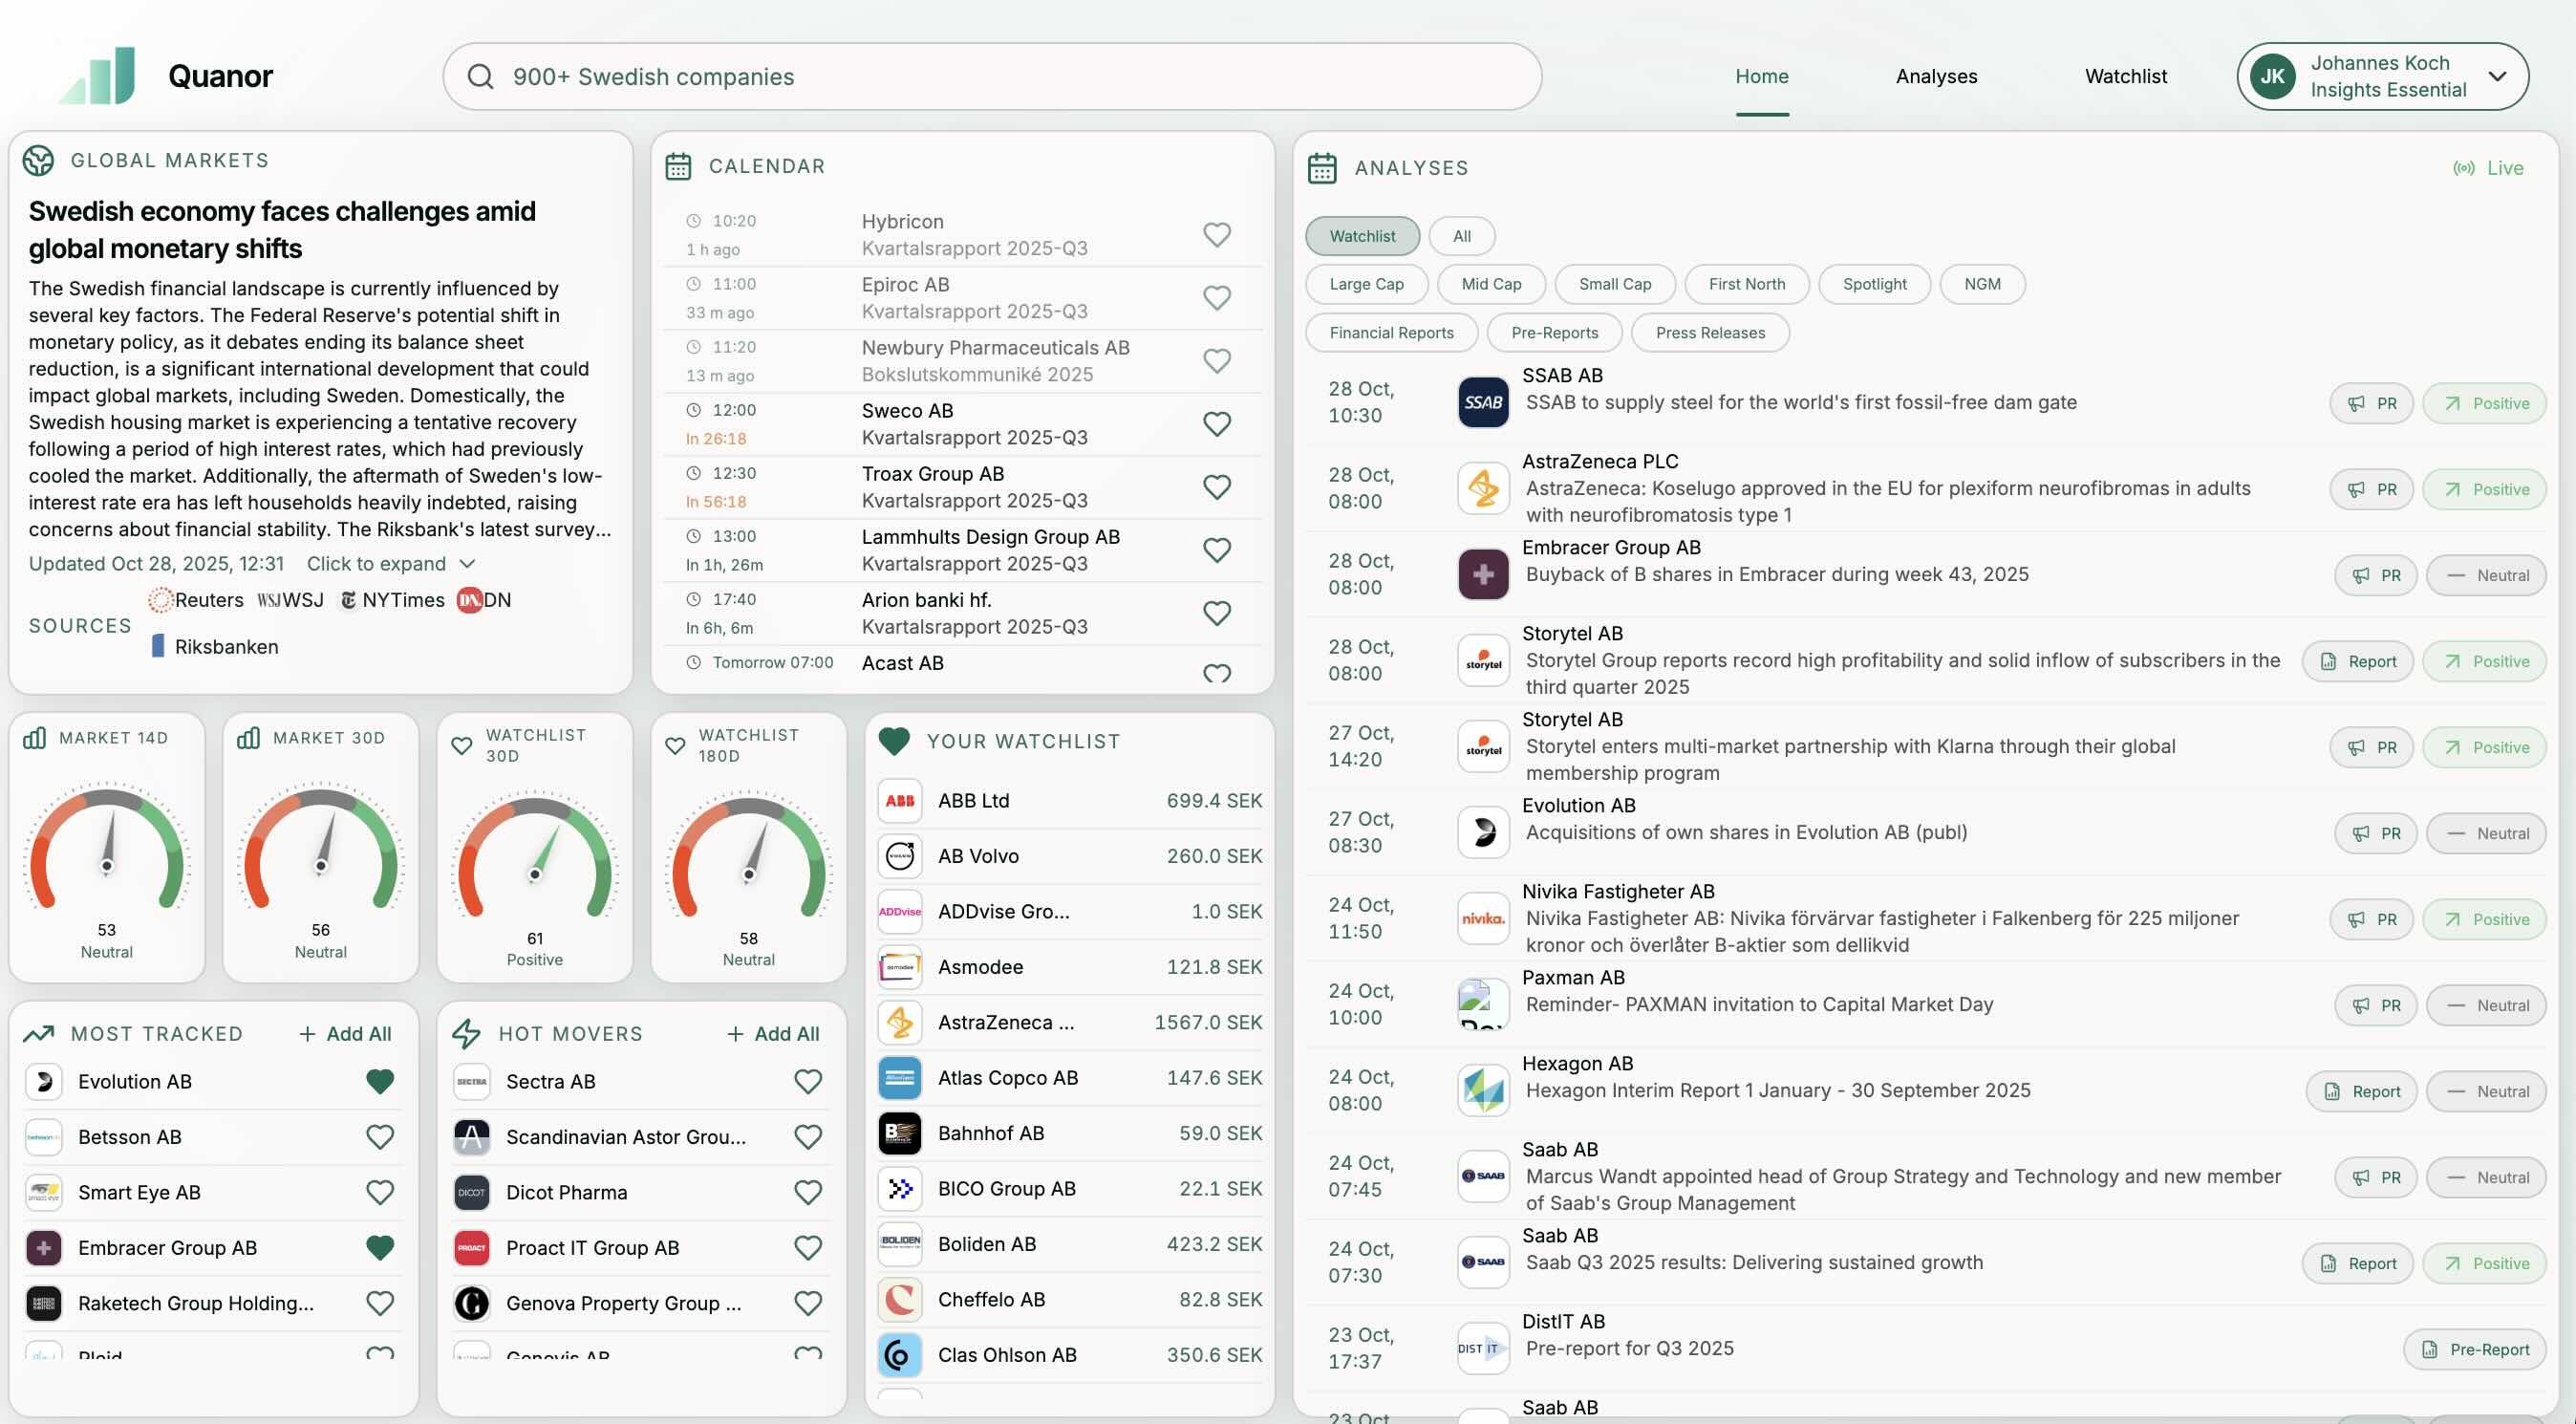 Quanor
900+ Swedish companies
Home
Analyses
Watchlist
JK
Johannes Koch
Insights Essential
GLOBAL MARKETS
Swedish economy faces challenges amid
global monetary shifts
The Swedish financial landscape is currently influenced by
several key factors. The Federal Reserve's potential shift in
monetary policy, as it debates ending its balance sheet
reduction, is a significant international development that could
impact global markets, including Sweden. Domestically, the
Swedish housing market is experiencing a tentative recovery
following a period of high interest rates, which had previously
cooled the market. Additionally, the aftermath of Sweden's low-
interest rate era has left households heavily indebted, raising
concerns about financial stability. The Riksbank's latest survey...
Updated Oct 28, 2025, 12:31 Click to expand
SOURCES
Reuters WSJ WSJ NYTimes DN. DN
Riksbanken
CALENDAR
10:20 Hybricon
1 h ago Kvartalsrapport 2025-Q3
11:00 Epiroc AB
33 m ago Kvartalsrapport 2025-Q3
11:20 Newbury Pharmaceuticals AB
13 m ago Bokslutskommuniké 2025
12:00 Sweco AB
In 26:18 Kvartalsrapport 2025-Q3
12:30 Troax Group AB
In 56:18 Kvartalsrapport 2025-Q3
13:00 Lammhults Design Group AB
In 1h, 26m Kvartalsrapport 2025-Q3
17:40 Arion banki hf.
In 6h, 6m Kvartalsrapport 2025-Q3
Tomorrow 07:00 Acast AB
MARKET 14D
53
Neutral
MARKET 30D
56
Neutral
WATCHLIST
30D
61
Positive
WATCHLIST
180D
58
Neutral
MOST TRACKED + Add All
Evolution AB
Betsson AB
Smart Eye AB
Embracer Group AB
Raketech Group Holding...
HOT MOVERS + Add All
SECTRA Sectra AB
Scandinavian Astor Grou...
DICOT Dicot Pharma
PROACT Proact IT Group AB
Genova Property Group ...
Genovis AB
YOUR WATCHLIST
ABB ABB Ltd 699.4 SEK
AB Volvo 260.0 SEK
ADDvise ADDvise Gro... 1.0 SEK
asmodee Asmodee 121.8 SEK
AstraZeneca ... 1567.0 SEK
Atlas Copco AB 147.6 SEK
Bahnhof AB 59.0 SEK
BICO Group AB 22.1 SEK
BOLIDEN Boliden AB 423.2 SEK
Cheffelo AB 82.8 SEK
Clas Ohlson AB 350.6 SEK
ANALYSES
Live
Watchlist All
Large Cap Mid Cap Small Cap First North Spotlight NGM
Financial Reports Pre-Reports Press Releases
28 Oct,
10:30
SSAB
SSAB AB
SSAB to supply steel for the world's first fossil-free dam gate
PR Positive
28 Oct,
08:00
AstraZeneca PLC
AstraZeneca: Koselugo approved in the EU for plexiform neurofibromas in adults
with neurofibromatosis type 1
PR Positive
28 Oct,
08:00
Embracer Group AB
Buyback of B shares in Embracer during week 43, 2025
PR Neutral
28 Oct,
08:00
storytel
Storytel AB
Storytel Group reports record high profitability and solid inflow of subscribers in the
third quarter 2025
Report Positive
27 Oct,
14:20
storytel
Storytel AB
Storytel enters multi-market partnership with Klarna through their global
membership program
PR Positive
27 Oct,
08:30
Evolution AB
Acquisitions of own shares in Evolution AB (publ)
PR Neutral
24 Oct,
11:50
nivika.
Nivika Fastigheter AB
Nivika Fastigheter AB: Nivika förvärvar fastigheter i Falkenberg för 225 miljoner
kronor och överlåter B-aktier som dellikvid
PR Positive
24 Oct,
10:00
Paxman AB
Reminder- PAXMAN invitation to Capital Market Day
PR Neutral
24 Oct,
08:00
Hexagon AB
Hexagon Interim Report 1 January - 30 September 2025
Report Neutral
24 Oct,
07:45
SAAB
Saab AB
Marcus Wandt appointed head of Group Strategy and Technology and new member
of Saab's Group Management
PR Neutral
24 Oct,
07:30
SAAB
Saab AB
Saab Q3 2025 results: Delivering sustained growth
Report Positive
23 Oct,
17:37
DIST IT
DistIT AB
Pre-report for Q3 2025
Pre-Report
23 Oct
Saab AB